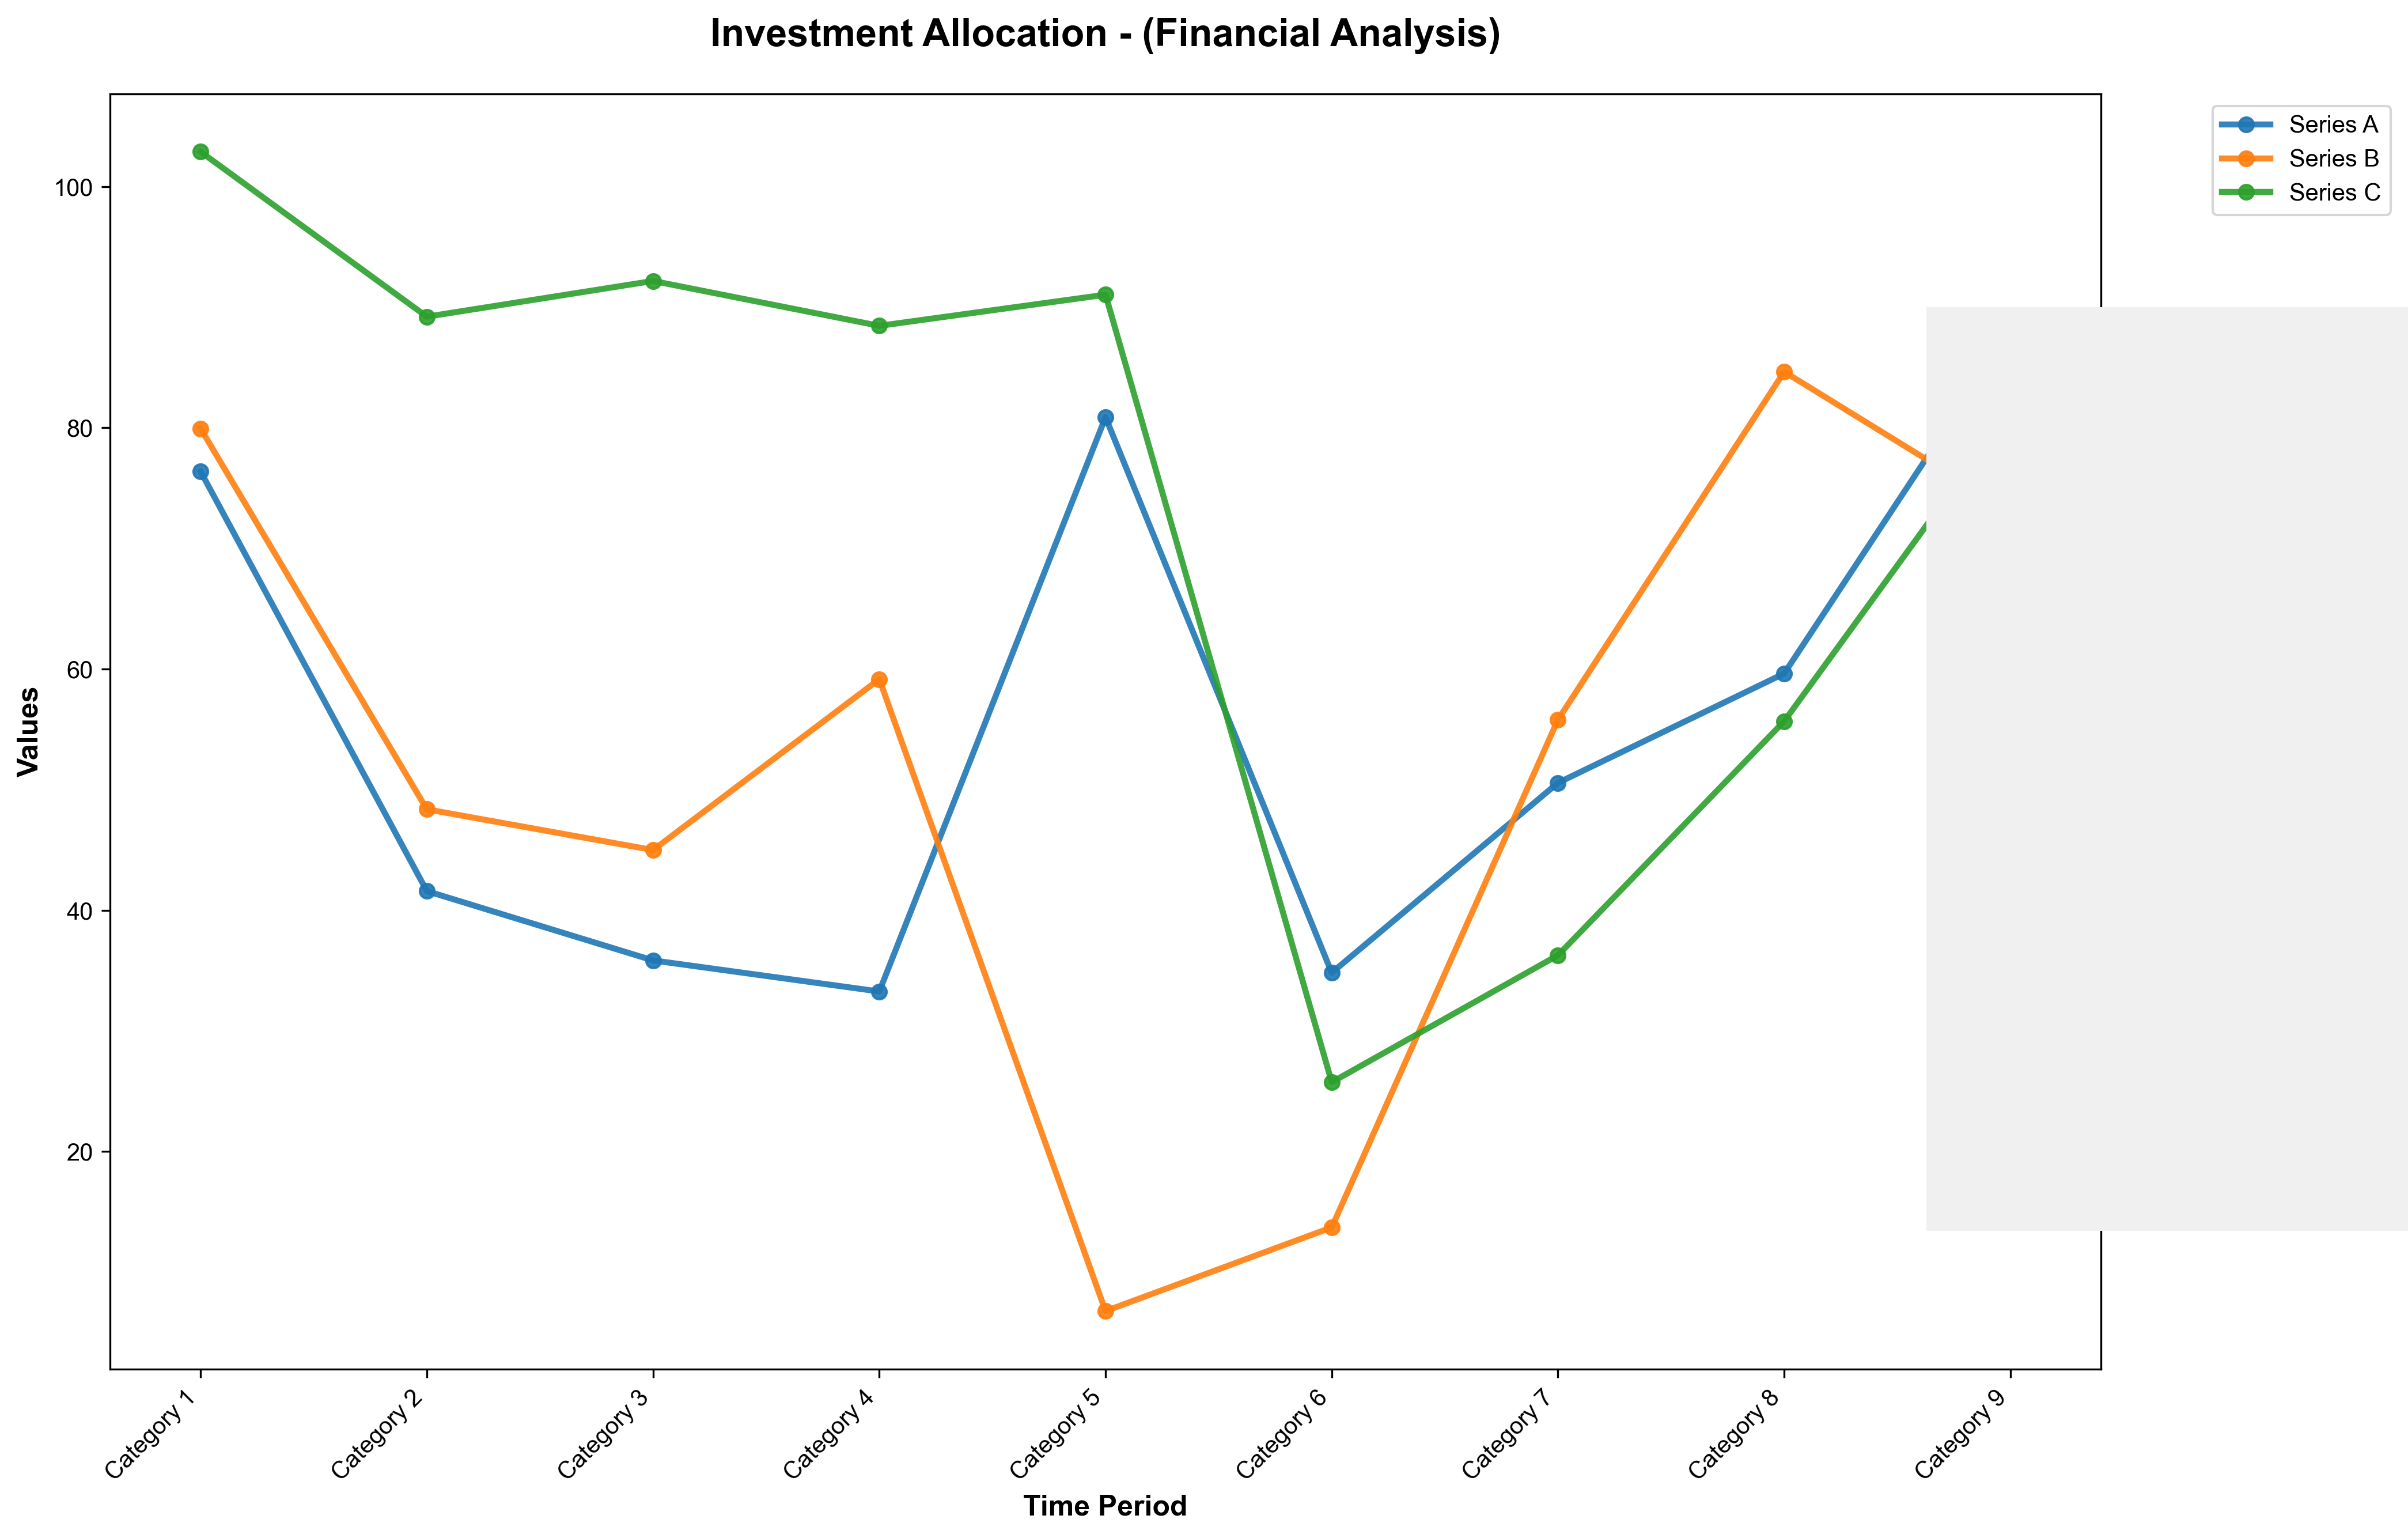 Investment Allocation - (Financial Analysis)
Series A
Series B
Series C
100
80
60
40
20
Values
Category 1
Category 2
Category 3
Category 4
Category 5
Category 6
Category 7
Category 8
Category 9
Time Period